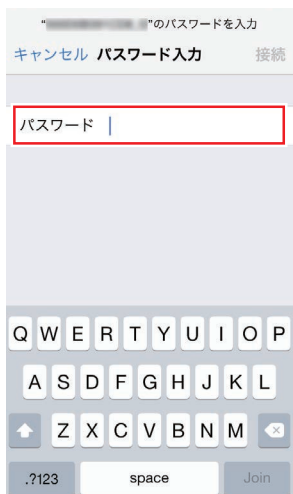 "のパスワードを入力
キャンセル パスワード入力 接続
パスワード
Q W E R T Y U I O P
A S D F G H J K L
Z X C V B N M
.?123 space Join